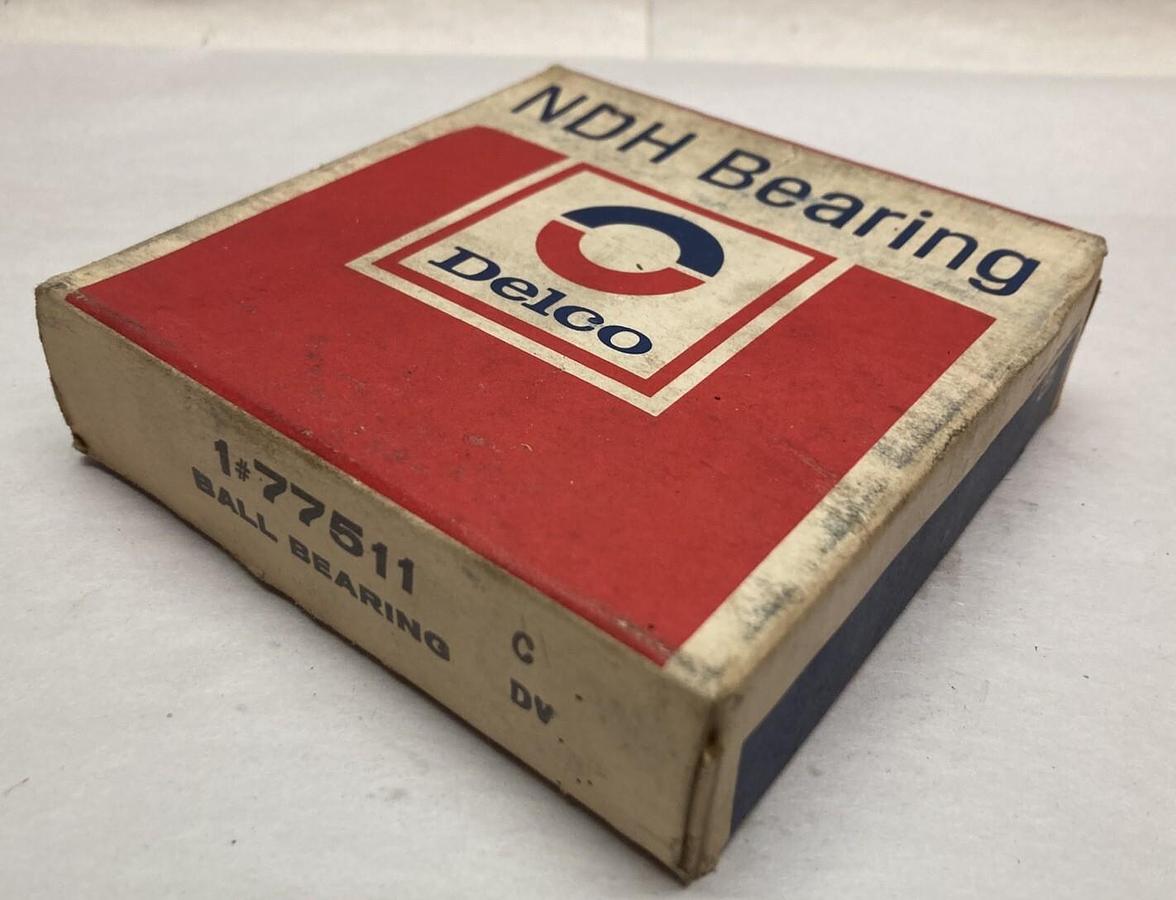 NDH Bearing
Delco
1#77511
BALL BEARING
C
DV